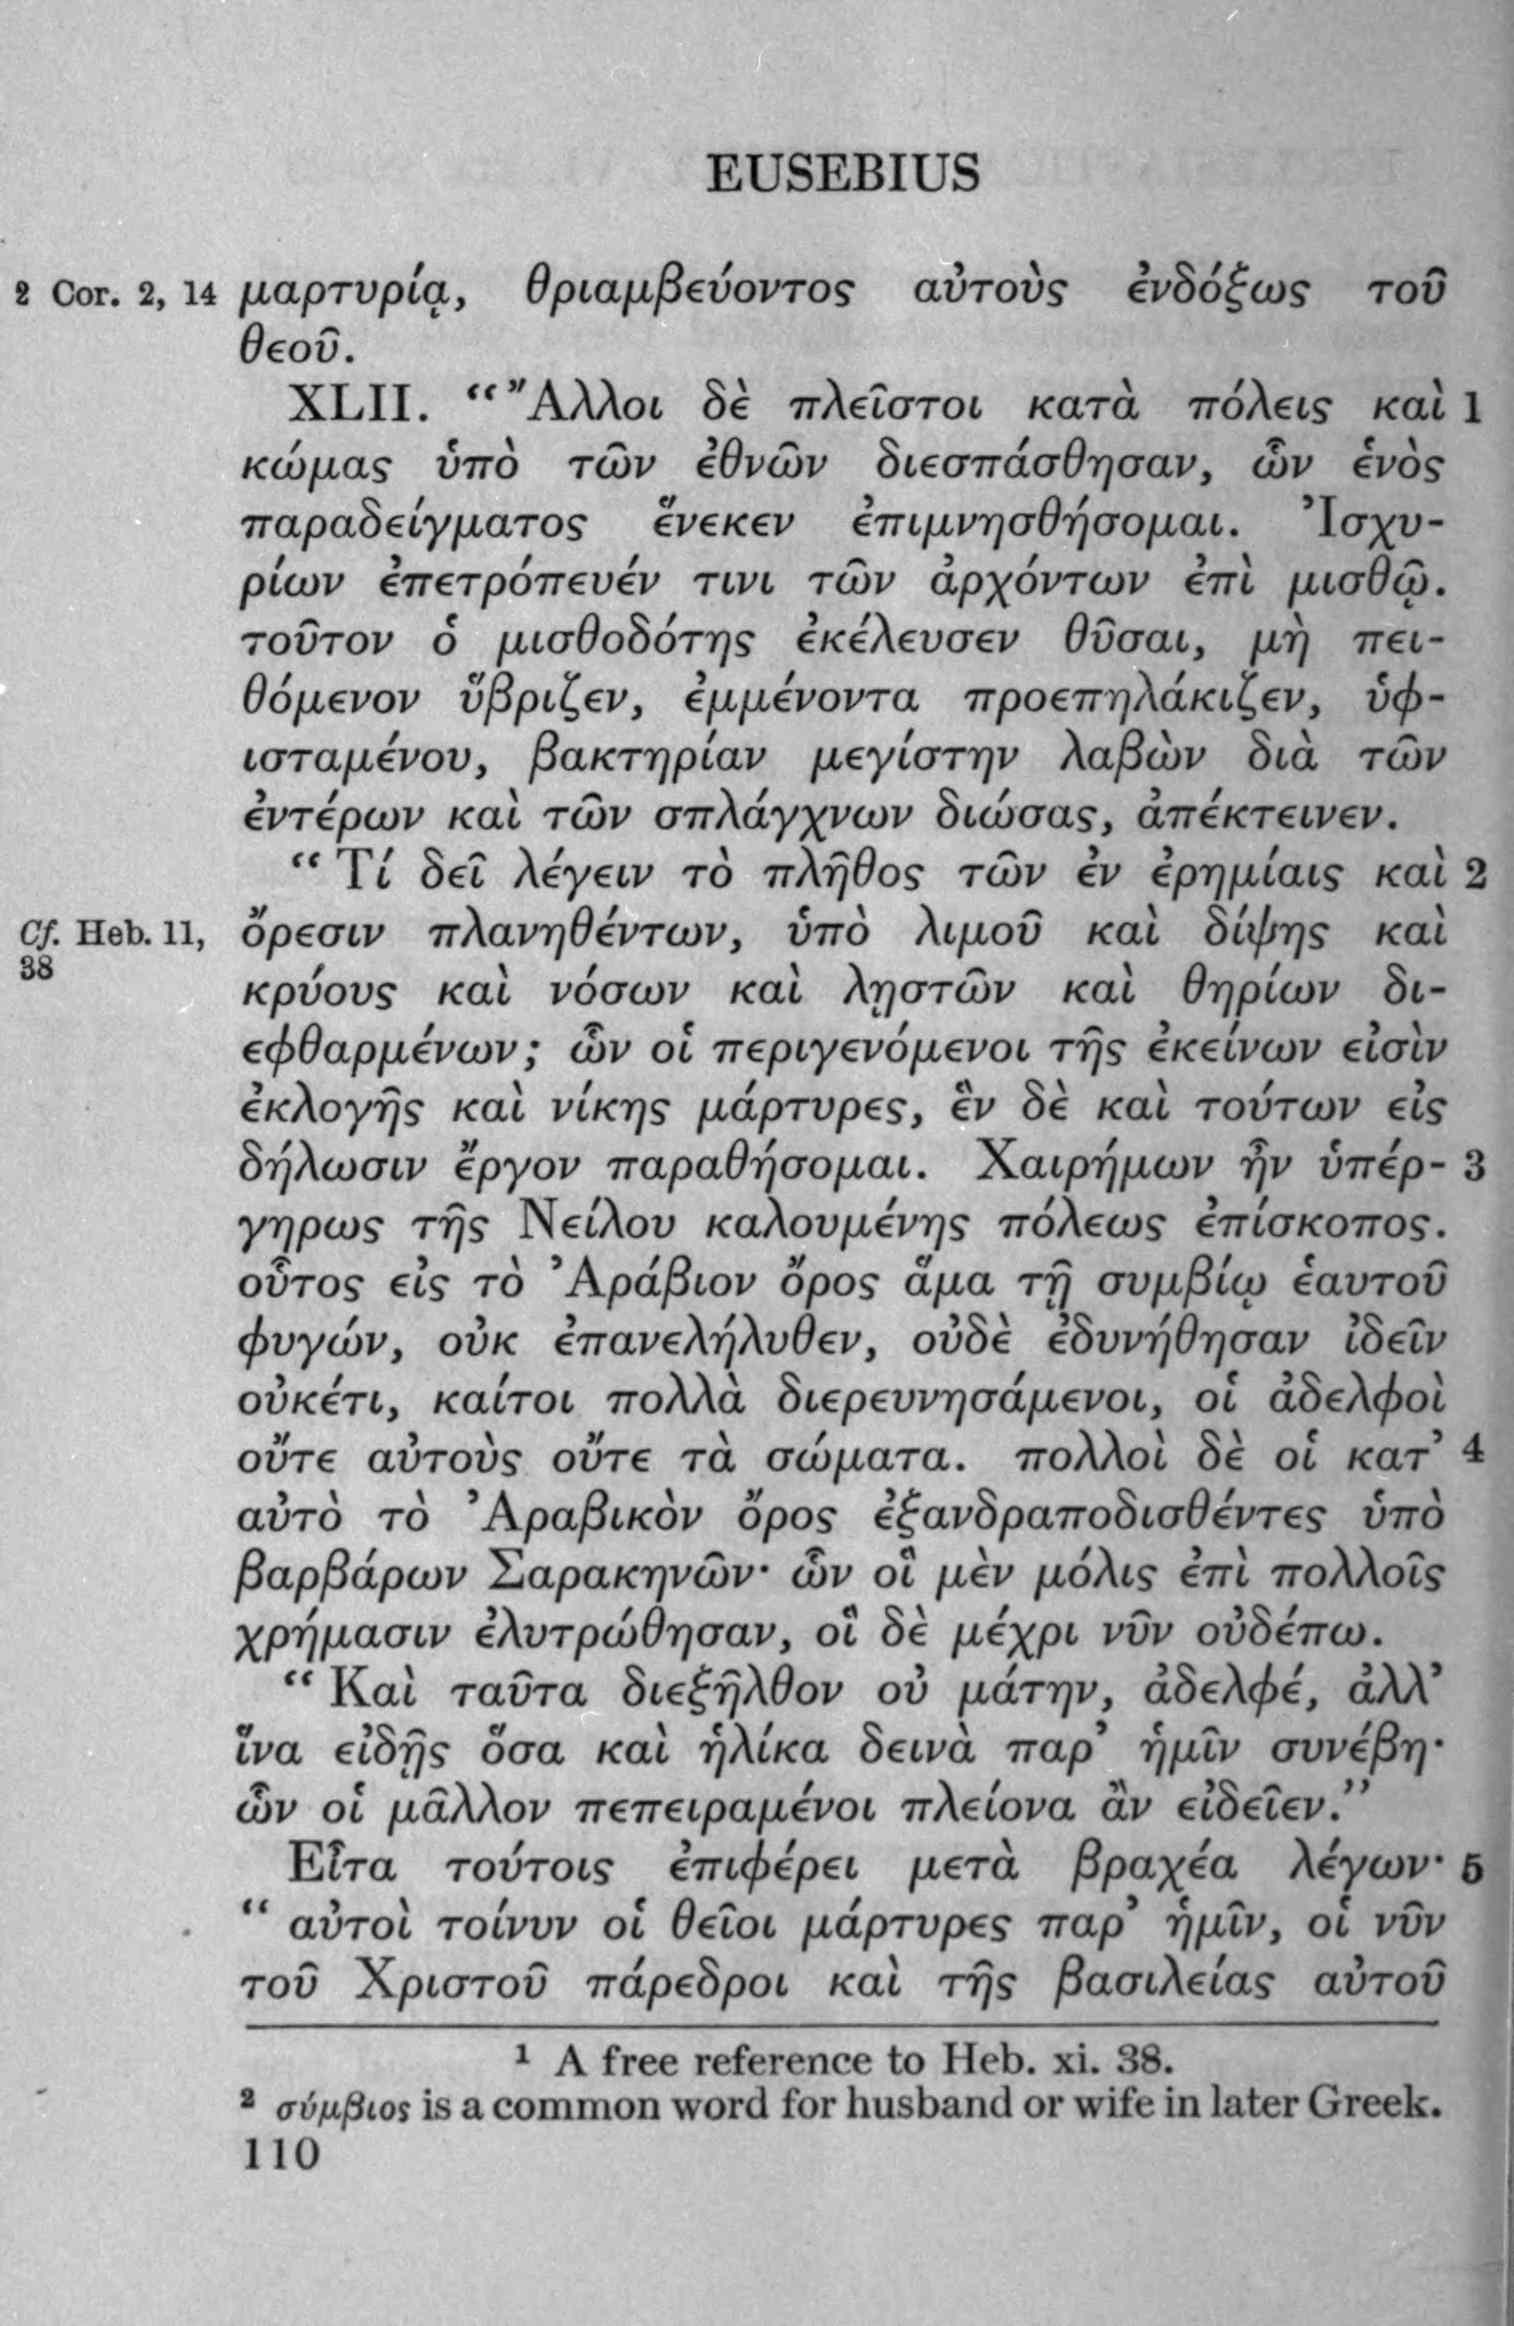 EUSEBIUS
2 Cor. 2, 14 μαρτυρίᾳ, θριαμβεύοντος αὐτοὺς ἐνδόξως τοῦ
θεοῦ.
XLII. “ Ἄλλοι δὲ πλεῖστοι κατὰ πόλεις καὶ 1
κώμας ὑπὸ τῶν ἐθνῶν διεσπάσθησαν, ὧν ἑνὸς
παραδείγματος ἕνεκεν ἐπιμνησθήσομαι. Ἰσχυ-
ρίων ἐπετρόπευέν τινι τῶν ἀρχόντων ἐπὶ μισθῷ.
τοῦτον ὁ μισθοδότης ἐκέλευσεν θῦσαι, μὴ πει-
θόμενον ὕβριζεν, ἐμμένοντα προεπηλάκιζεν, ὑφ-
ισταμένου, βακτηρίαν μεγίστην λαβὼν διὰ τῶν
ἐντέρων καὶ τῶν σπλάγχνων διώσας, ἀπέκτεινεν.
“ Τί δεῖ λέγειν τὸ πλῆθος τῶν ἐν ἐρημίαις καὶ 2
Cf. Heb. 11, ὄρεσιν πλανηθέντων, ὑπὸ λιμοῦ καὶ δίψης καὶ
38
κρύους καὶ νόσων καὶ λῃστῶν καὶ θηρίων δι-
εφθαρμένων; ὧν οἱ περιγενόμενοι τῆς ἐκείνων εἰσὶν
ἐκλογῆς καὶ νίκης μάρτυρες, ἓν δὲ καὶ τούτων εἰς
δήλωσιν ἔργον παραθήσομαι. Χαιρήμων ἦν ὑπέρ- 3
γηρως τῆς Νείλου καλουμένης πόλεως ἐπίσκοπος.
οὗτος εἰς τὸ Ἀράβιον ὄρος ἅμα τῇ συμβίῳ ἑαυτοῦ
φυγών, οὐκ ἐπανελήλυθεν, οὐδὲ ἐδυνήθησαν ἰδεῖν
οὐκέτι, καίτοι πολλὰ διερευνησάμενοι, οἱ ἀδελφοὶ
οὔτε αὐτοὺς οὔτε τὰ σώματα. πολλοὶ δὲ οἱ κατ’ 4
αὐτὸ τὸ Ἀραβικὸν ὄρος ἐξανδραποδισθέντες ὑπὸ
βαρβάρων Σαρακηνῶν· ὧν οἳ μὲν μόλις ἐπὶ πολλοῖς
χρήμασιν ἐλυτρώθησαν, οἳ δὲ μέχρι νῦν οὐδέπω.
“ Καὶ ταῦτα διεξῆλθον οὐ μάτην, ἀδελφέ, ἀλλ’
ἵνα εἰδῇς ὅσα καὶ ἡλίκα δεινὰ παρ’ ἡμῖν συνέβη·
ὧν οἱ μᾶλλον πεπειραμένοι πλείονα ἂν εἰδεῖεν.”
Εἶτα τούτοις ἐπιφέρει μετὰ βραχέα λέγων· 5
“ αὐτοὶ τοίνυν οἱ θεῖοι μάρτυρες παρ’ ἡμῖν, οἱ νῦν
τοῦ Χριστοῦ πάρεδροι καὶ τῆς βασιλείας αὐτοῦ
1 A free reference to Heb. xi. 38.
2 σύμβιος is a common word for husband or wife in later Greek.
110